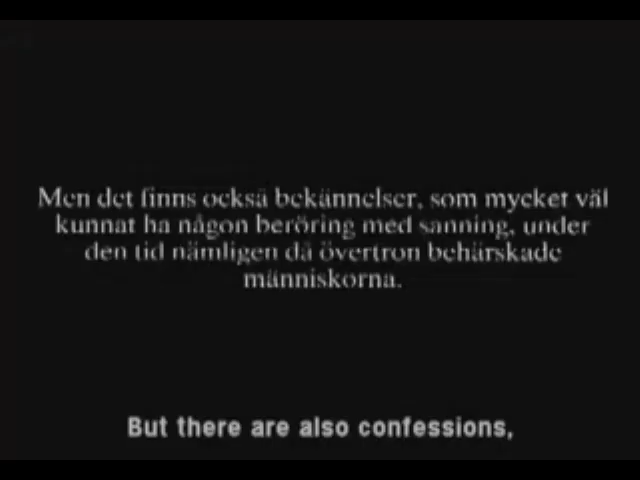 Men det finns också bekännelser, som mycket väl
kunnat ha någon beröring med sanning, under
den tid nämligen då övertron behärskade
människorna.
But there are also confessions,